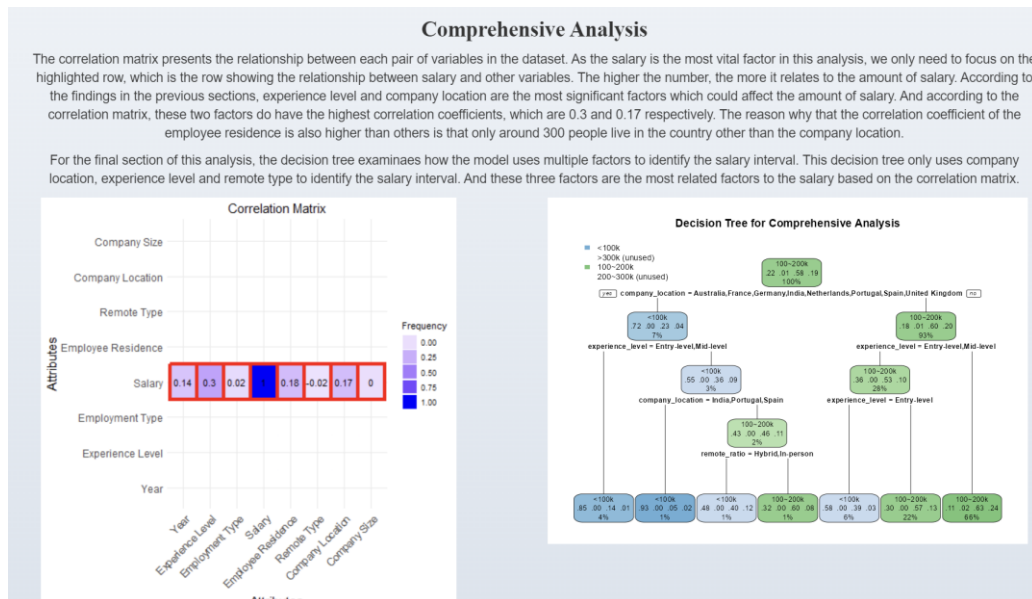 Comprehensive Analysis
The correlation matrix presents the relationship between each pair of variables in the dataset. As the salary is the most vital factor in this analysis, we only need to focus on the
highlighted row, which is the row showing the relationship between salary and other variables. The higher the number, the more it relates to the amount of salary. According to
the findings in the previous sections, experience level and company location are the most significant factors which could affect the amount of salary. And according to the
correlation matrix, these two factors do have the highest correlation coefficients, which are 0.3 and 0.17 respectively. The reason why that the correlation coefficient of the
employee residence is also higher than others is that only around 300 people live in the country other than the company location.
For the final section of this analysis, the decision tree examinaes how the model uses multiple factors to identify the salary interval. This decision tree only uses company
location, experience level and remote type to identify the salary interval. And these three factors are the most related factors to the salary based on the correlation matrix.
Correlation Matrix
Company Size
Company Location
Remote Type
Employee Residence
Salary
Employment Type
Experience Level
Year
Attributes
0.14 0.3 0.02 0.18 -0.02 0.17 0
Frequency
0.00
0.25
0.50
0.75
1.00
Year
Experience Level
Employment Type
Salary
Employee Residence
Remote Type
Company Location
Company Size
Decision Tree for Comprehensive Analysis
<100k
>300k (unused)
100~200k
200~300k (unused)
100~200k
.22 .01 .58 .19
100%
yes company_location = Australia,France,Germany,India,Netherlands,Portugal,Spain,United Kingdom no
<100k
.72 .00 .23 .04
7%
100~200k
.18 .01 .60 .20
93%
experience_level = Entry-level,Mid-level
experience_level = Entry-level,Mid-level
<100k
.55 .00 .36 .09
3%
100~200k
.36 .00 .53 .10
28%
company_location = India,Portugal,Spain
experience_level = Entry-level
100~200k
.43 .00 .46 .11
2%
remote_ratio = Hybrid,In-person
<100k
.85 .00 .14 .01
4%
<100k
.93 .00 .05 .02
1%
<100k
.48 .00 .40 .12
1%
100~200k
.32 .00 .60 .08
1%
<100k
.58 .00 .39 .03
6%
100~200k
.30 .00 .57 .13
22%
100~200k
.11 .02 .63 .24
66%